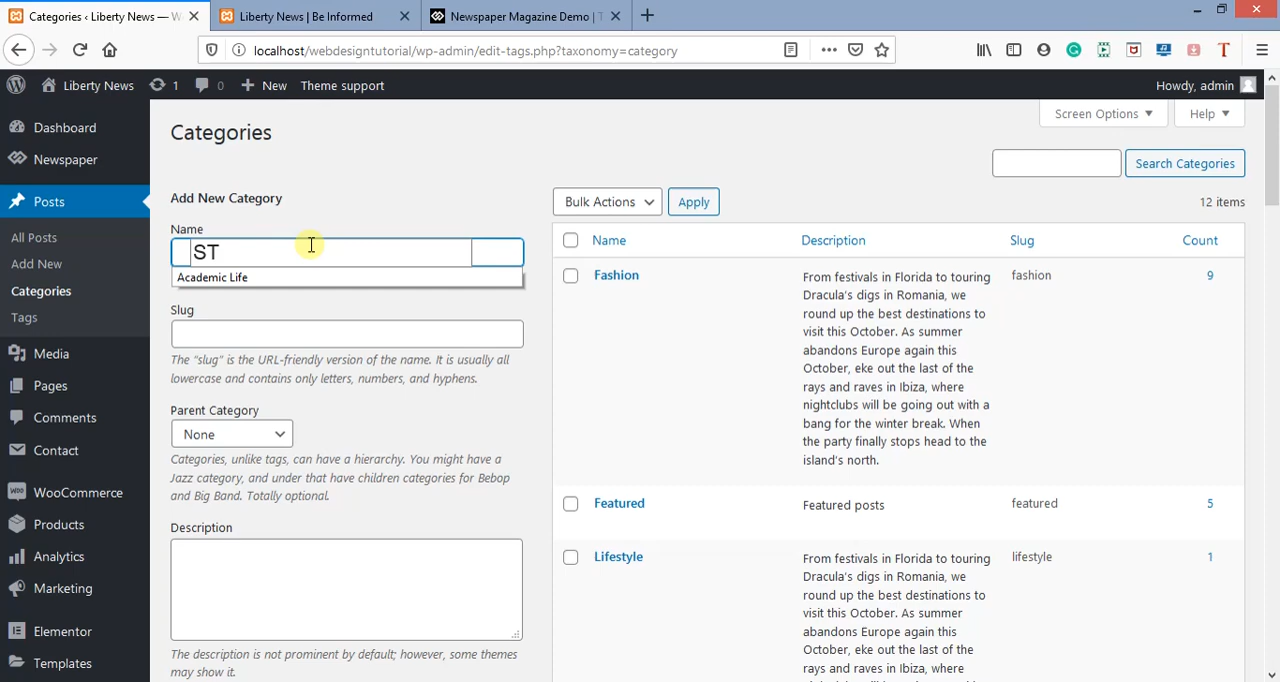 Categories ‹ Liberty News — W
Liberty News | Be Informed
Newspaper Magazine Demo | T
localhost/webdesigntutorial/wp-admin/edit-tags.php?taxonomy=category
Liberty News
1
0
New
Theme support
Howdy, admin
Dashboard
Newspaper
Posts
All Posts
Add New
Categories
Tags
Media
Pages
Comments
Contact
WooCommerce
Products
Analytics
Marketing
Elementor
Templates
Categories
Screen Options
Help
Search Categories
Add New Category
Name
ST
Academic Life
Slug
The “slug” is the URL-friendly version of the name. It is usually all
lowercase and contains only letters, numbers, and hyphens.
Parent Category
None
Categories, unlike tags, can have a hierarchy. You might have a
Jazz category, and under that have children categories for Bebop
and Big Band. Totally optional.
Description
The description is not prominent by default; however, some themes
may show it.
Bulk Actions
Apply
12 items
Name Description Slug Count
Fashion
From festivals in Florida to touring
Dracula’s digs in Romania, we
round up the best destinations to
visit this October. As summer
abandons Europe again this
October, eke out the last of the
rays and raves in Ibiza, where
nightclubs will be going out with a
bang for the winter break. When
the party finally stops head to the
island’s north.
fashion
9
Featured
Featured posts
featured
5
Lifestyle
From festivals in Florida to touring
Dracula’s digs in Romania, we
round up the best destinations to
visit this October. As summer
abandons Europe again this
October, eke out the last of the
rays and raves in Ibiza, where
lifestyle
1